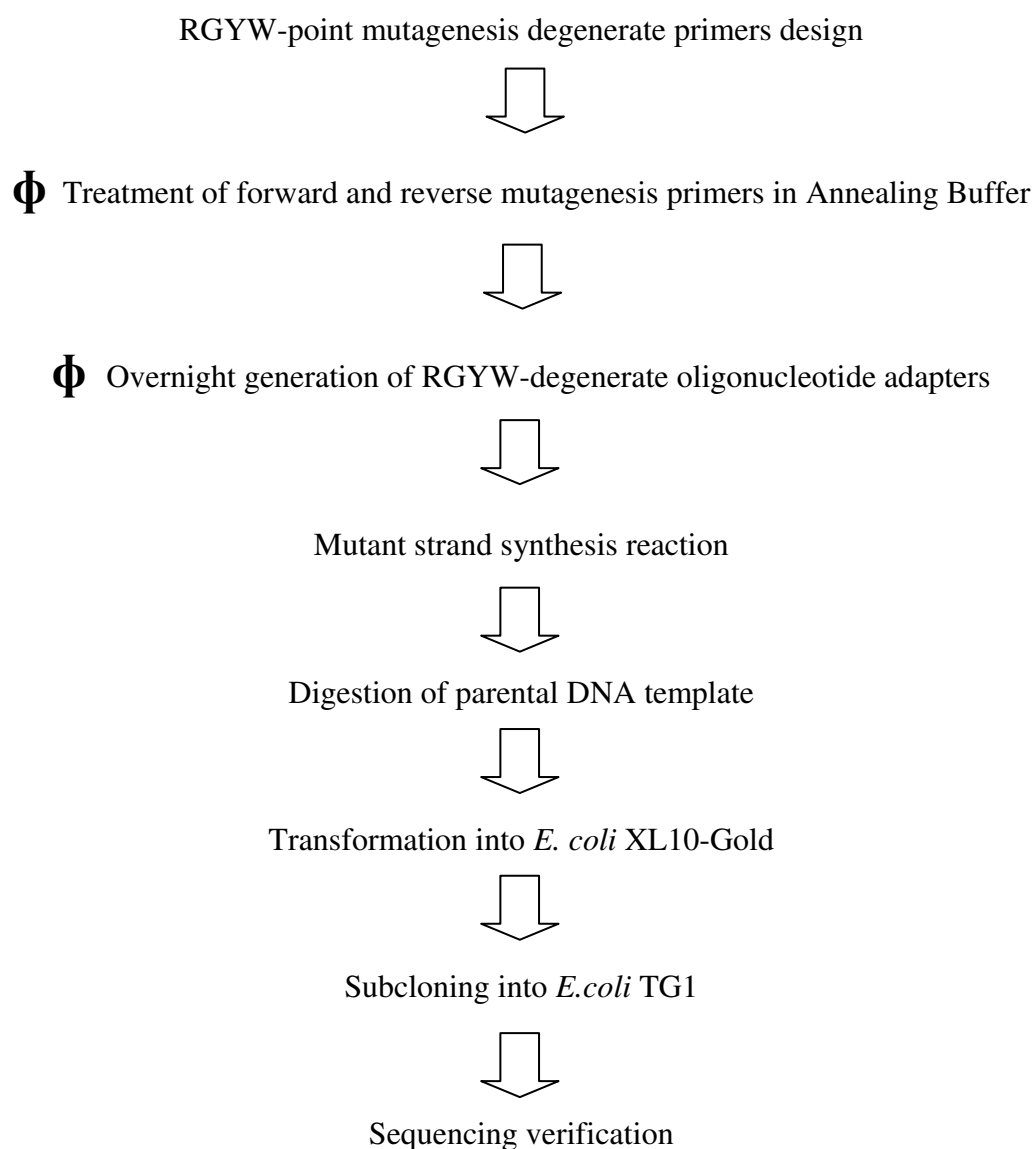 RGYW-point mutagenesis degenerate primers design
ϕ Treatment of forward and reverse mutagenesis primers in Annealing Buffer
ϕ Overnight generation of RGYW-degenerate oligonucleotide adapters
Mutant strand synthesis reaction
Digestion of parental DNA template
Transformation into E. coli XL10-Gold
Subcloning into E.coli TG1
Sequencing verification